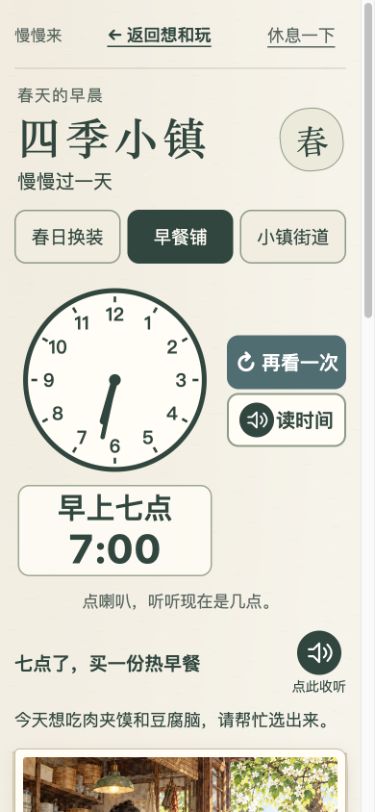 慢慢来
← 返回想和玩
休息一下
春天的早晨
四季小镇
春
慢慢过一天
春日换装
早餐铺
小镇街道
12
1
2
3
4
5
6
7
8
9
10
11
再看一次
读时间
早上七点
7:00
点喇叭，听听现在是几点。
七点了，买一份热早餐
点此收听
今天想吃肉夹馍和豆腐脑，请帮忙选出来。